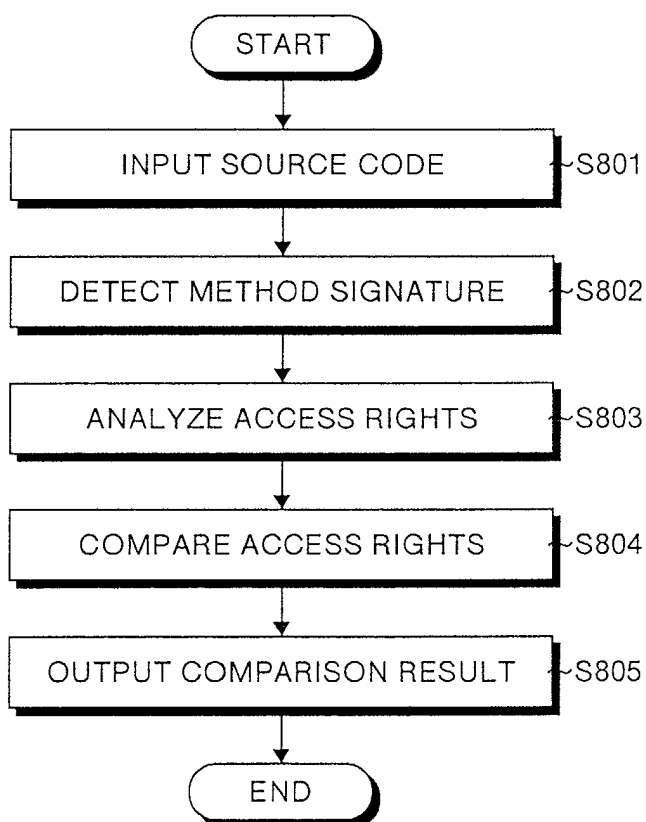 START
INPUT SOURCE CODE S801
DETECT METHOD SIGNATURE S802
ANALYZE ACCESS RIGHTS S803
COMPARE ACCESS RIGHTS S804
OUTPUT COMPARISON RESULT S805
END